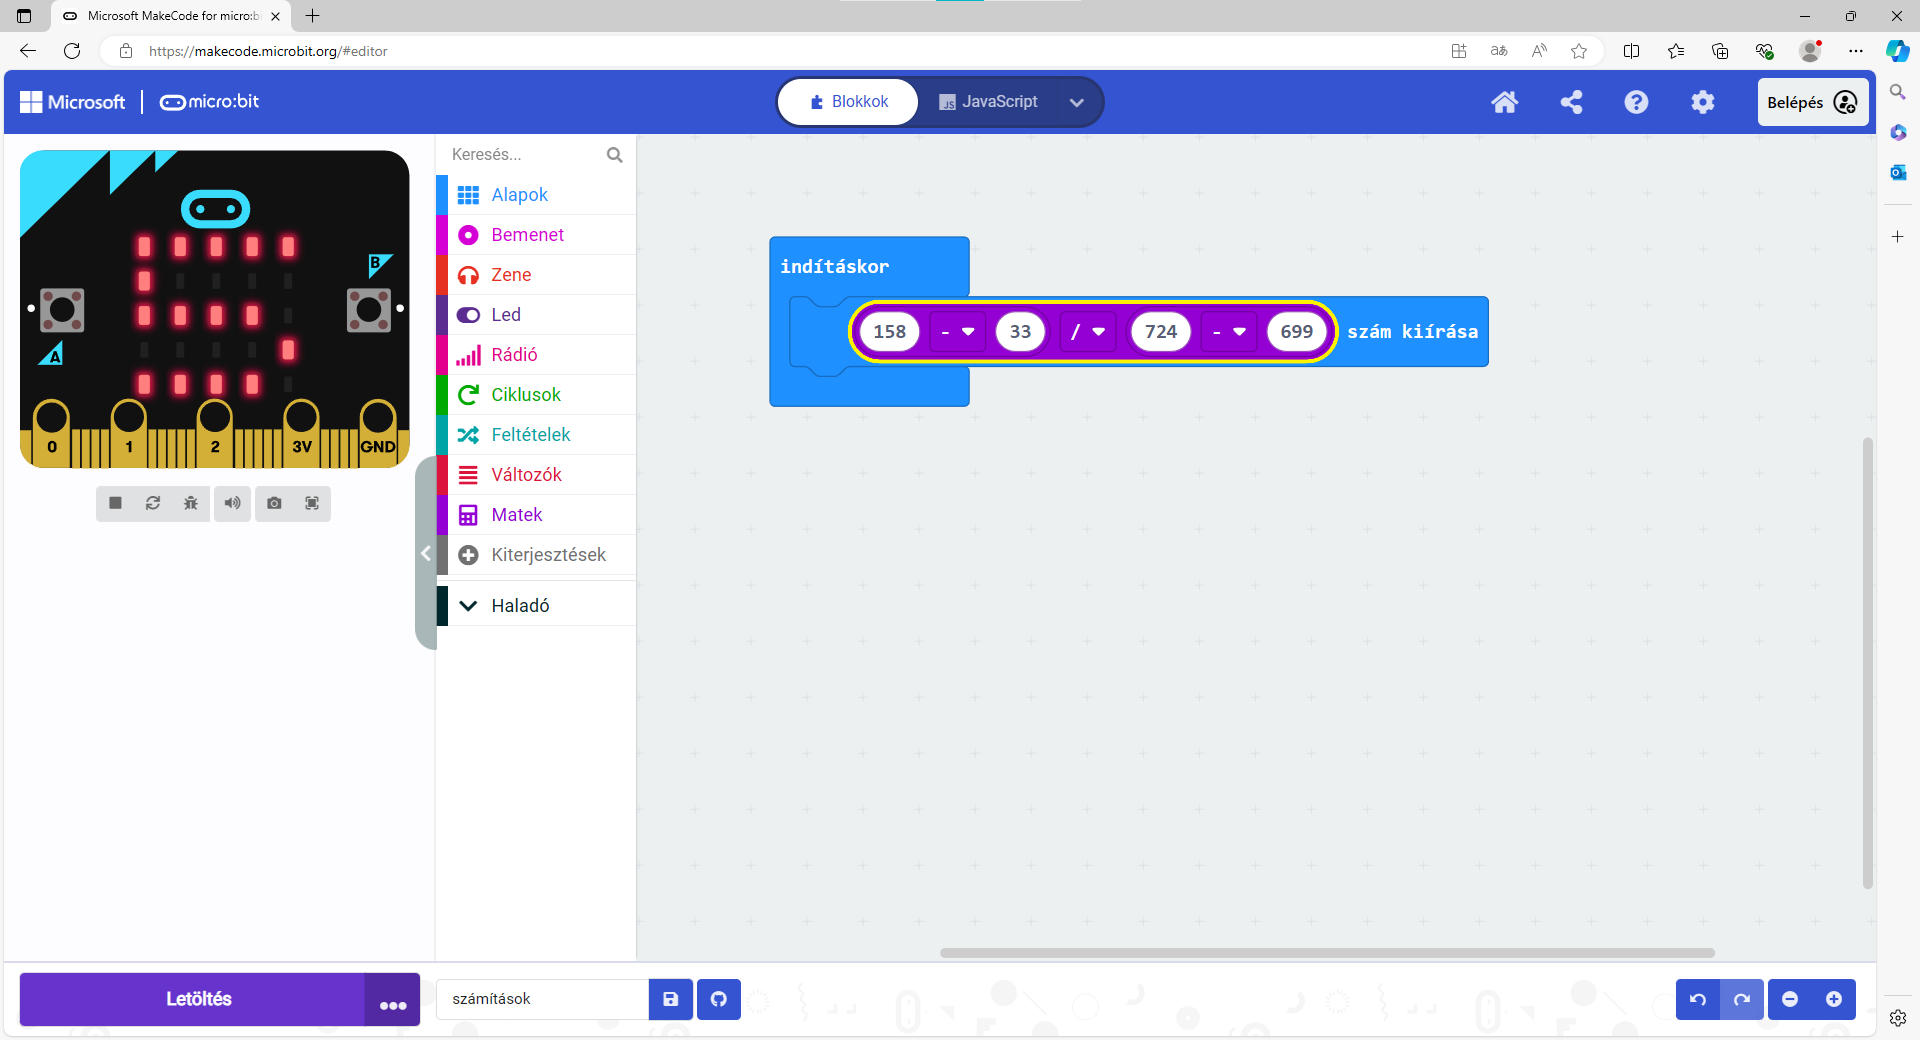 Microsoft MakeCode for micro:bi
https://makecode.microbit.org/#editor
Microsoft
micro:bit
Blokkok
JavaScript
Belépés
Keresés...
Alapok
Bemenet
Zene
Led
Rádió
Ciklusok
Feltételek
Változók
Matek
Kiterjesztések
Haladó
B
A
0 1 2 3V GND
indításkor
158 - 33 / 724 - 699 szám kiírása
Letöltés
számítások